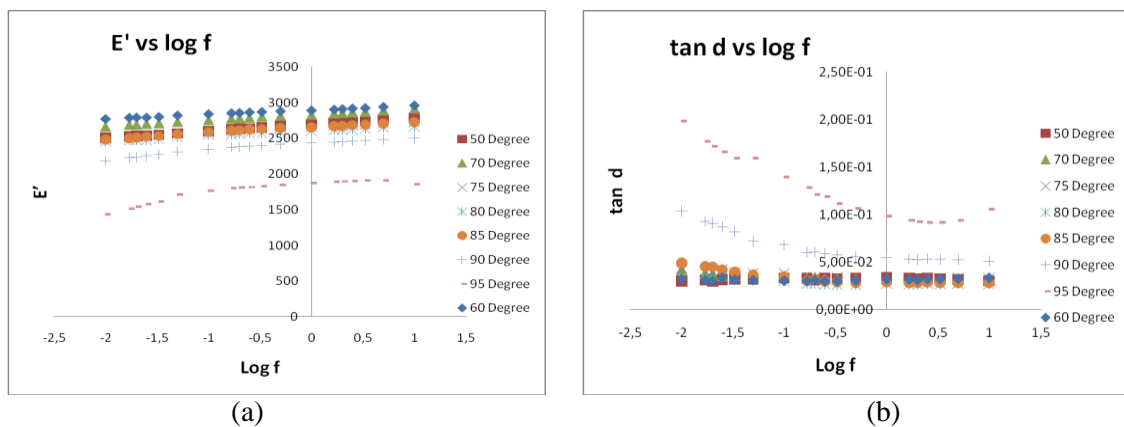 E' vs log f
3500
3000
2500
2000
1500
1000
500
0
-2,5 -2 -1,5 -1 -0,5 0 0,5 1 1,5
E'
Log f
50 Degree
70 Degree
75 Degree
80 Degree
85 Degree
90 Degree
95 Degree
60 Degree
(a)
tan d vs log f
2,50E-01
2,00E-01
1,50E-01
1,00E-01
5,00E-02
0,00E+00
-2,5 -2 -1,5 -1 -0,5 0 0,5 1 1,5
tan d
Log f
50 Degree
70 Degree
75 Degree
80 Degree
85 Degree
90 Degree
95 Degree
60 Degree
(b)